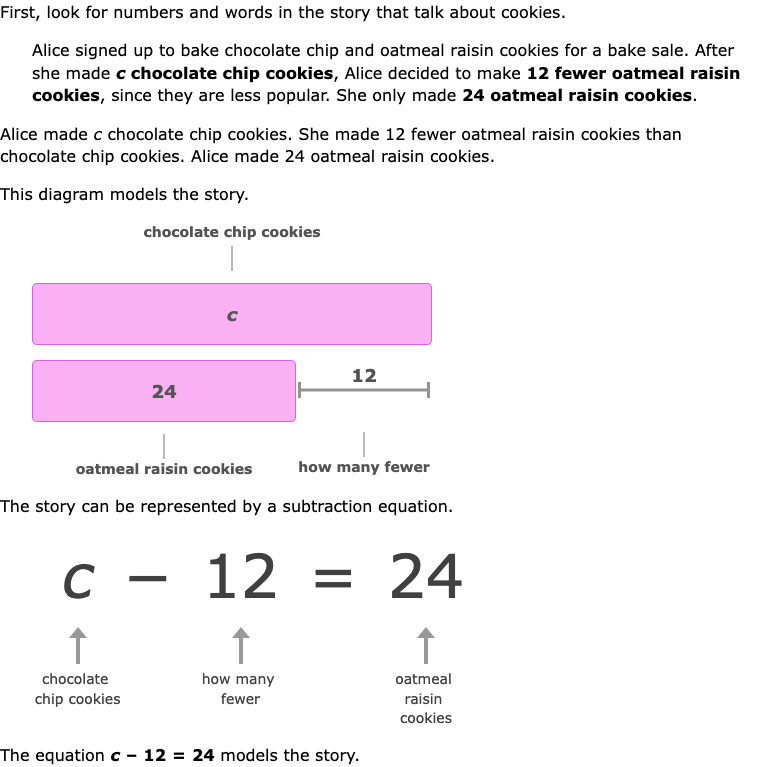 First, look for numbers and words in the story that talk about cookies.
Alice signed up to bake chocolate chip and oatmeal raisin cookies for a bake sale. After
she made c chocolate chip cookies, Alice decided to make 12 fewer oatmeal raisin
cookies, since they are less popular. She only made 24 oatmeal raisin cookies.
Alice made c chocolate chip cookies. She made 12 fewer oatmeal raisin cookies than
chocolate chip cookies. Alice made 24 oatmeal raisin cookies.
This diagram models the story.
chocolate chip cookies
c
24
12
oatmeal raisin cookies
how many fewer
The story can be represented by a subtraction equation.
c − 12 = 24
chocolate
chip cookies
how many
fewer
oatmeal
raisin
cookies
The equation c − 12 = 24 models the story.